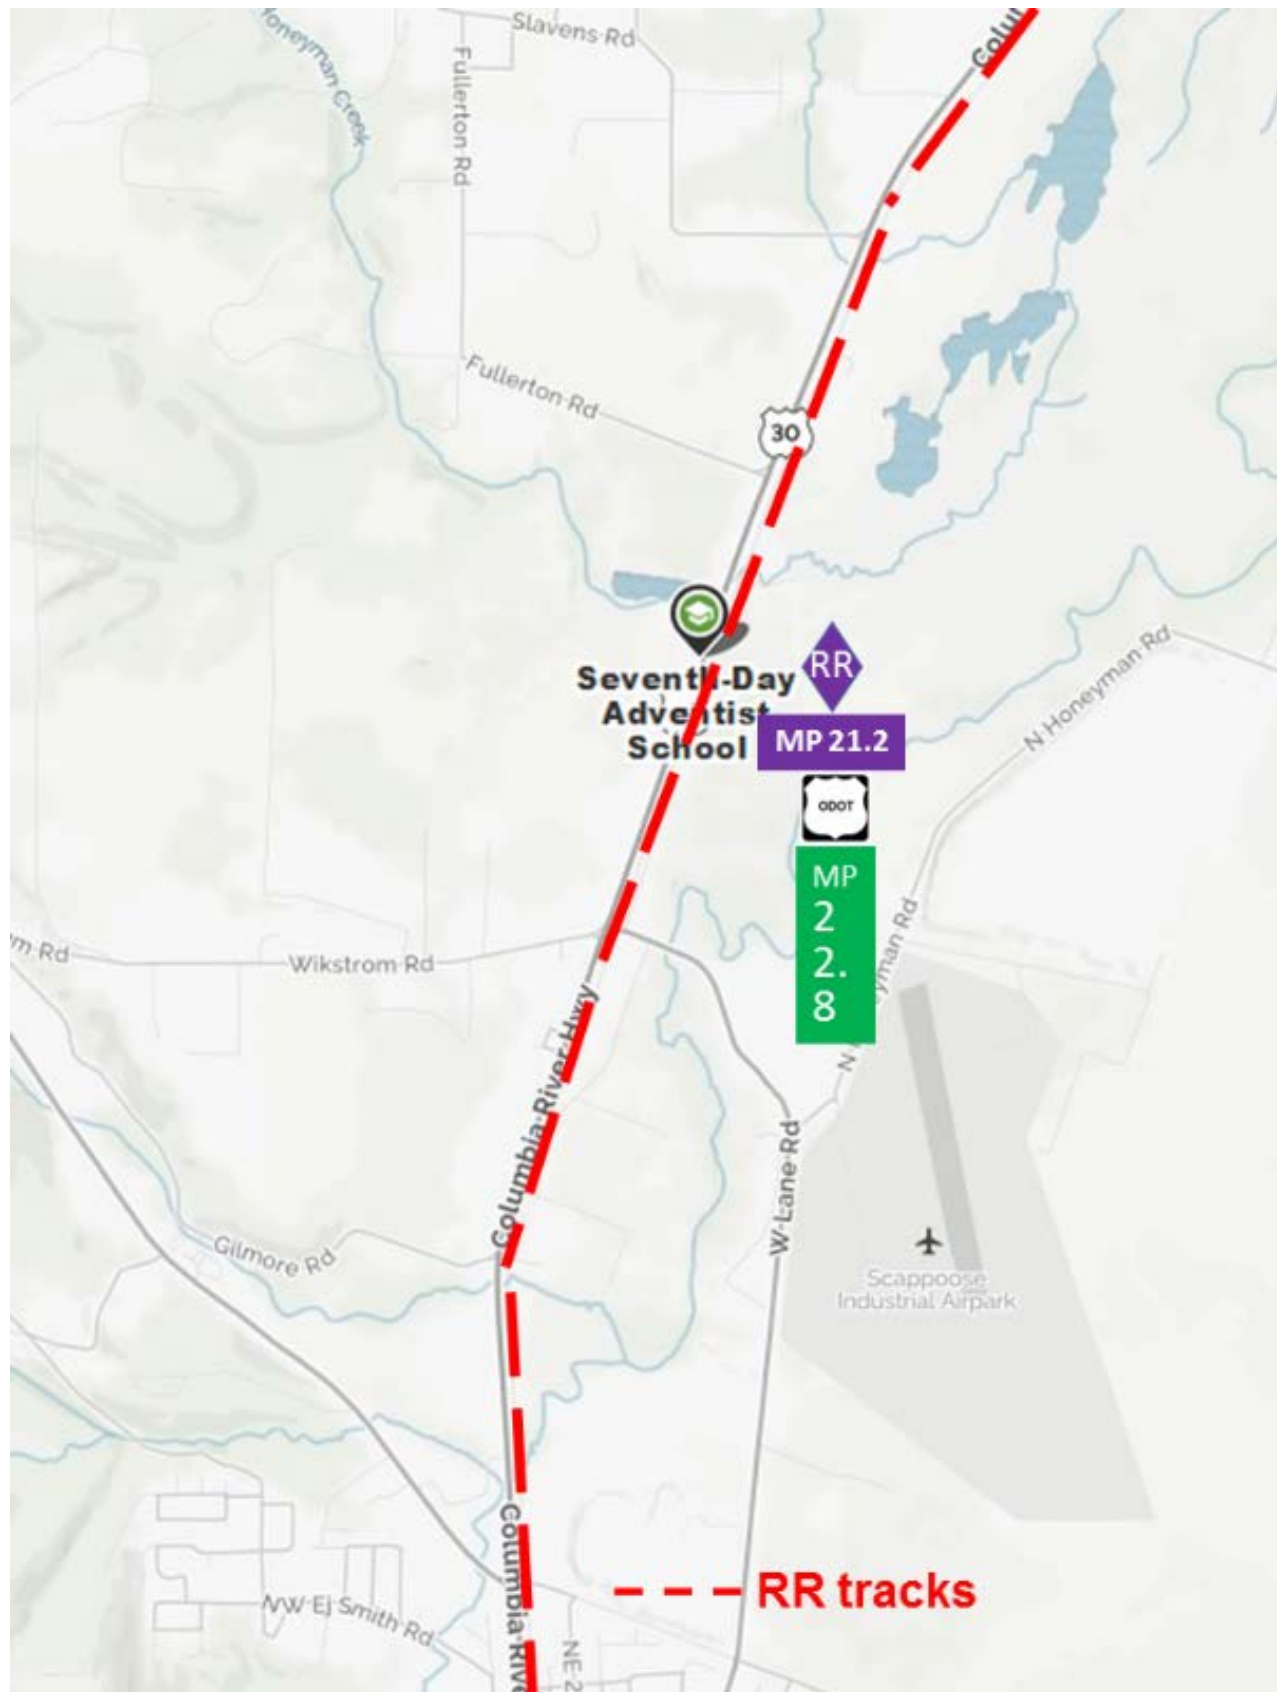 Slavens Rd
Colu
Honeyman Creek
Fullerton Rd
Fullerton Rd
30
Seventh-Day
Adventist
School
RR
MP 21.2
ODOT
MP
2
2.
8
N Honeyman Rd
Rd
Wikstrom Rd
Columbia River Hwy
W Lane Rd
Gilmore Rd
Scappoose
Industrial Airpark
Columbia Rive
RR tracks
NW EJ Smith Rd
NE 2